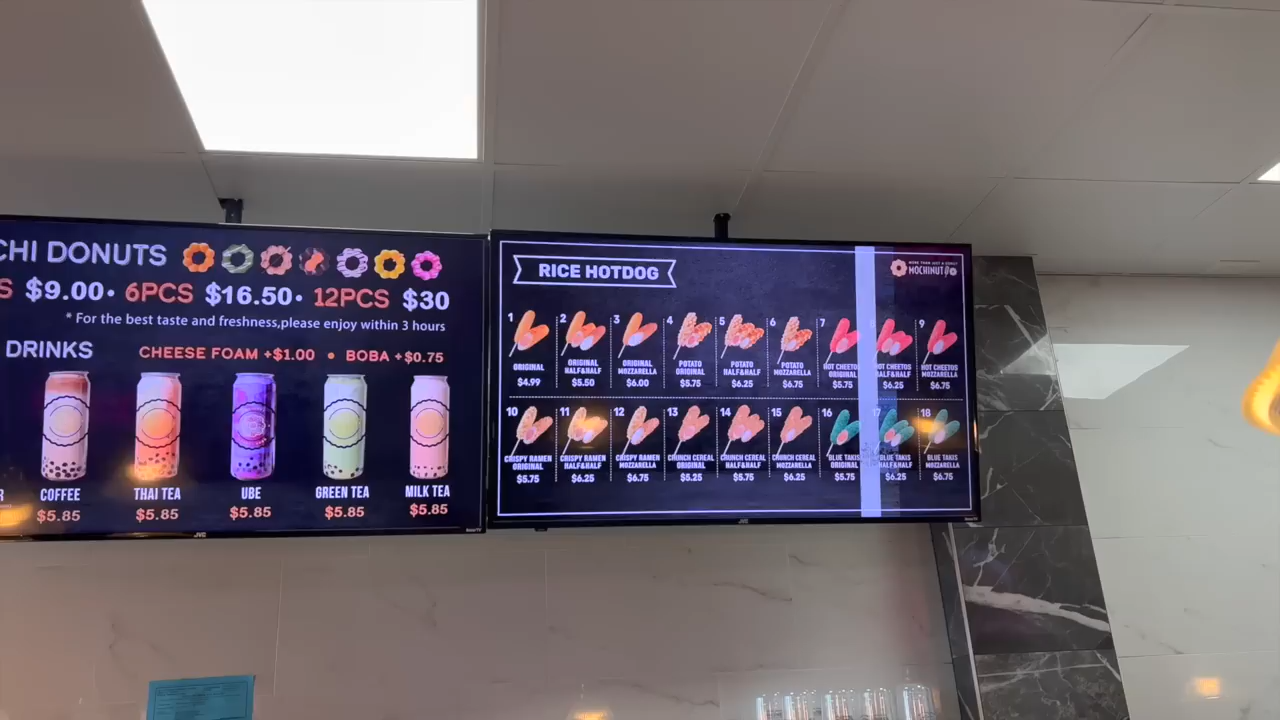 CHI DONUTS
S $9.00 • 6PCS $16.50 • 12PCS $30
* For the best taste and freshness,please enjoy within 3 hours
DRINKS
CHEESE FOAM +$1.00 • BOBA +$0.75
R
COFFEE
$5.85
THAI TEA
$5.85
UBE
$5.85
GREEN TEA
$5.85
MILK TEA
$5.85
JVC
RICE HOTDOG
MORE THAN JUST A DONUT
MOCHINUT
1
ORIGINAL
$4.99
2
ORIGINAL
HALF&HALF
$5.50
3
ORIGINAL
MOZZARELLA
$6.00
4
POTATO
ORIGINAL
$5.75
5
POTATO
HALF&HALF
$6.25
6
POTATO
MOZZARELLA
$6.75
7
HOT CHEETOS
ORIGINAL
$5.75
8
HOT CHEETOS
HALF&HALF
$6.25
9
HOT CHEETOS
MOZZARELLA
$6.75
10
CRISPY RAMEN
ORIGINAL
$5.75
11
CRISPY RAMEN
HALF&HALF
$6.25
12
CRISPY RAMEN
MOZZARELLA
$6.75
13
CRUNCH CEREAL
ORIGINAL
$5.25
14
CRUNCH CEREAL
HALF&HALF
$5.75
15
CRUNCH CEREAL
MOZZARELLA
$6.25
16
BLUE TAKIS
ORIGINAL
$5.75
17
BLUE TAKIS
HALF&HALF
$6.25
18
BLUE TAKIS
MOZZARELLA
$6.75
JVC